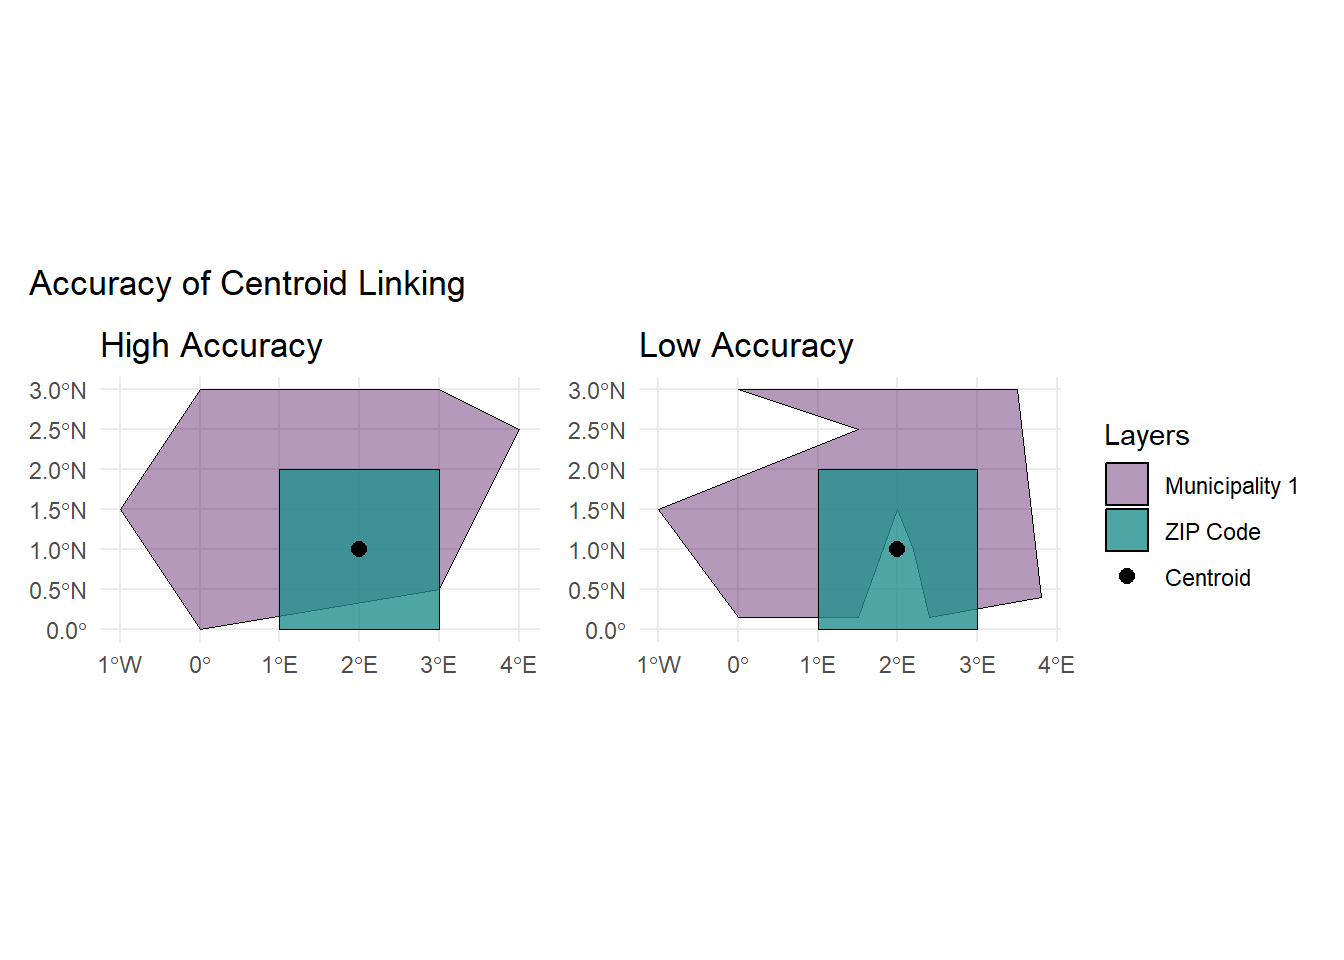 Accuracy of Centroid Linking
High Accuracy
3.0°N
2.5°N
2.0°N
1.5°N
1.0°N
0.5°N
0.0°
1°W 0° 1°E 2°E 3°E 4°E
Low Accuracy
3.0°N
2.5°N
2.0°N
1.5°N
1.0°N
0.5°N
0.0°
1°W 0° 1°E 2°E 3°E 4°E
Layers
Municipality 1
ZIP Code
Centroid